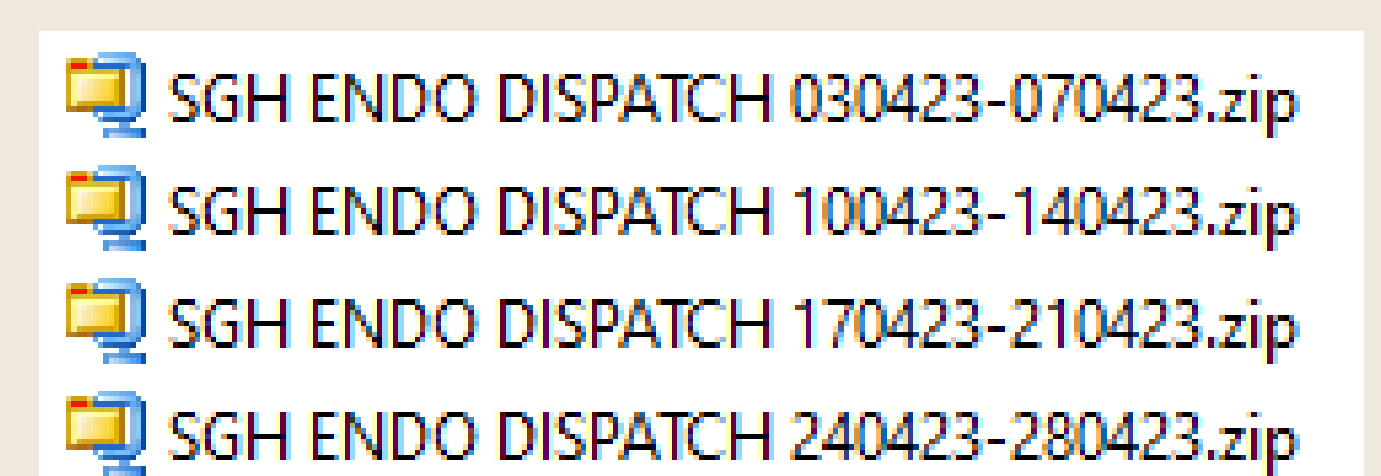 SGH ENDO DISPATCH 030423-070423.zip
SGH ENDO DISPATCH 100423-140423.zip
SGH ENDO DISPATCH 170423-210423.zip
SGH ENDO DISPATCH 240423-280423.zip